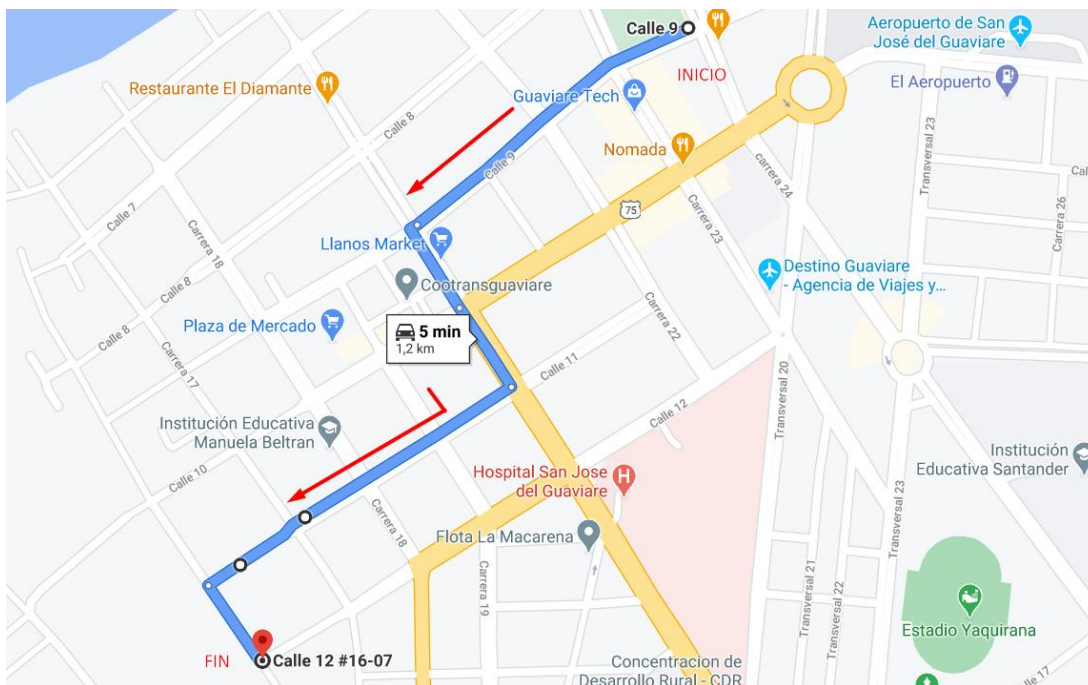 Calle 9
INICIO
Aeropuerto de San
José del Guaviare
El Aeropuerto
Restaurante El Diamante
Guaviare Tech
Calle 8
Nomada
Calle 9
carrera 24
Transversal 23
Cal
Carrera 26
75
Calle 7
Carrera 18
Carrera 23
Llanos Market
Cootransguaviare
Destino Guaviare
- Agencia de Viajes y...
Calle 8
Plaza de Mercado
5 min
1,2 km
Carrera 22
Calle 11
Carrera 17
Transversal 20
Calle 12
Institución Educativa
Manuela Beltran
Institución
Educativa Santander
Calle 10
Hospital San Jose
del Guaviare
Transversal 23
Carrera 18
Flota La Macarena
Carrera 19
Transversal 21
Transversal 22
Estadio Yaquirana
FIN
Calle 12 #16-07
Concentracion de
Desarrollo Rural - CDR
Calle 17